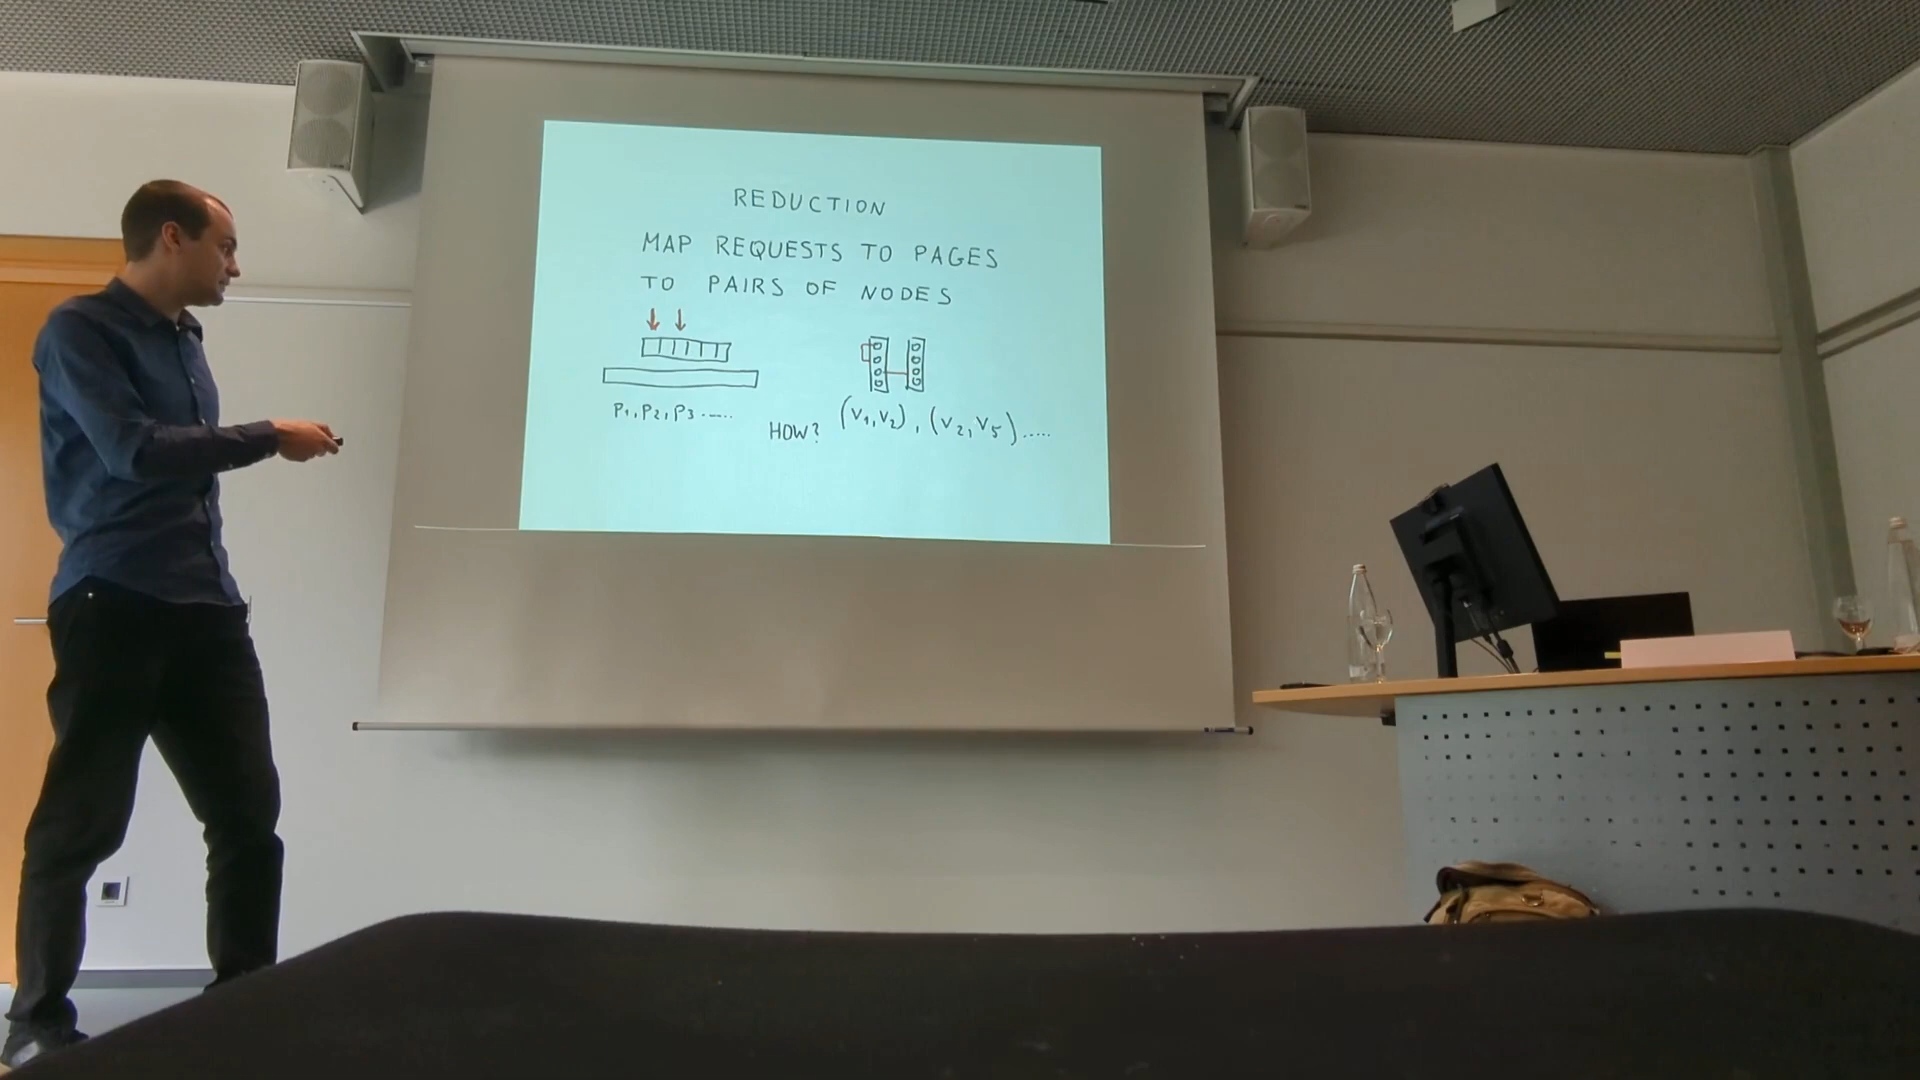 REDUCTION
MAP REQUESTS TO PAGES
TO PAIRS OF NODES
P1, P2, P3 .....
HOW?
(V1, V2), (V2, V5) .....